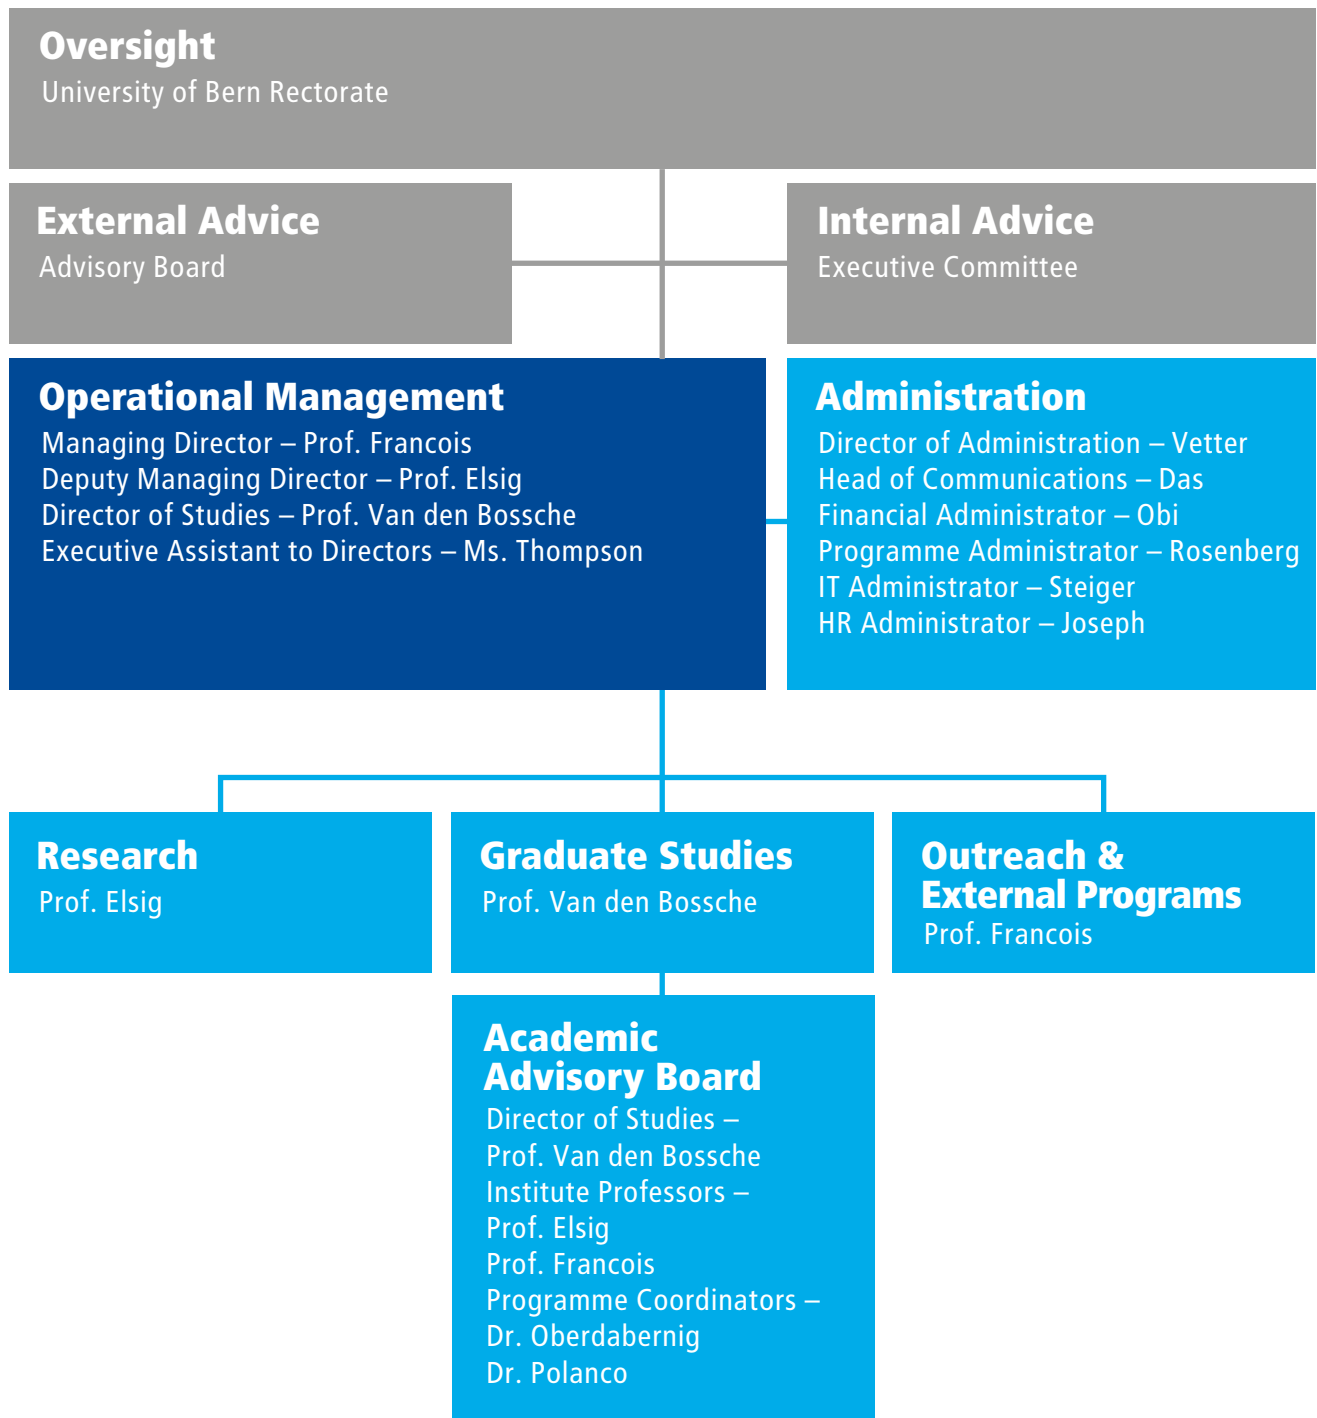 Oversight
University of Bern Rectorate
External Advice
Advisory Board
Internal Advice
Executive Committee
Operational Management
Managing Director – Prof. Francois
Deputy Managing Director – Prof. Elsig
Director of Studies – Prof. Van den Bossche
Executive Assistant to Directors – Ms. Thompson
Administration
Director of Administration – Vetter
Head of Communications – Das
Financial Administrator – Obi
Programme Administrator – Rosenberg
IT Administrator – Steiger
HR Administrator – Joseph
Research
Prof. Elsig
Graduate Studies
Prof. Van den Bossche
Outreach &
External Programs
Prof. Francois
Academic
Advisory Board
Director of Studies –
Prof. Van den Bossche
Institute Professors –
Prof. Elsig
Prof. Francois
Programme Coordinators –
Dr. Oberdabernig
Dr. Polanco